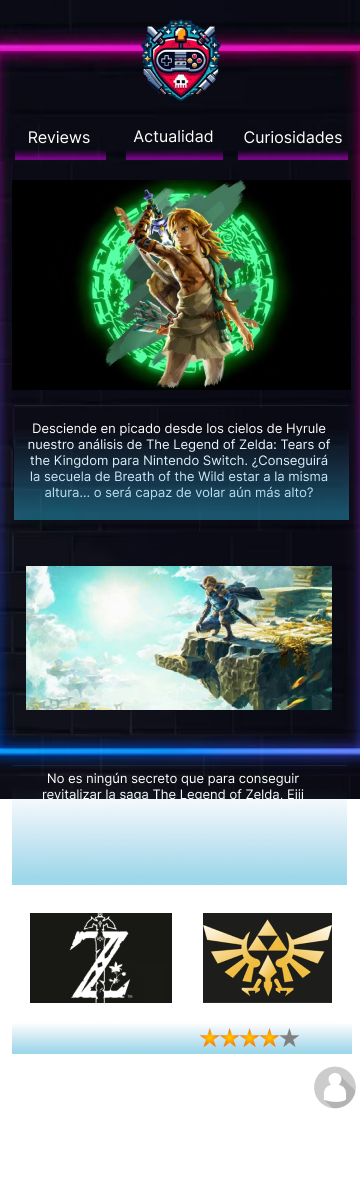 Reviews
Actualidad
Curiosidades
Desciende en picado desde los cielos de Hyrule
nuestro análisis de The Legend of Zelda: Tears of
the Kingdom para Nintendo Switch. ¿Conseguirá
la secuela de Breath of the Wild estar a la misma
altura... o será capaz de volar aún más alto?
No es ningún secreto que para conseguir
revitalizar la saga The Legend of Zelda, Eiji
Z